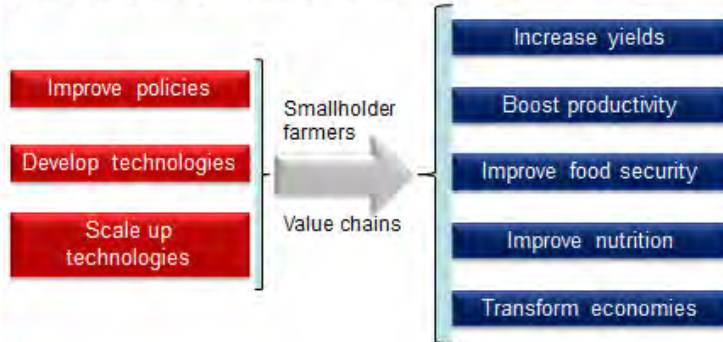 Improve policies
Develop technologies
Scale up
technologies
Smallholder
farmers
Value chains
Increase yields
Boost productivity
Improve food security
Improve nutrition
Transform economies